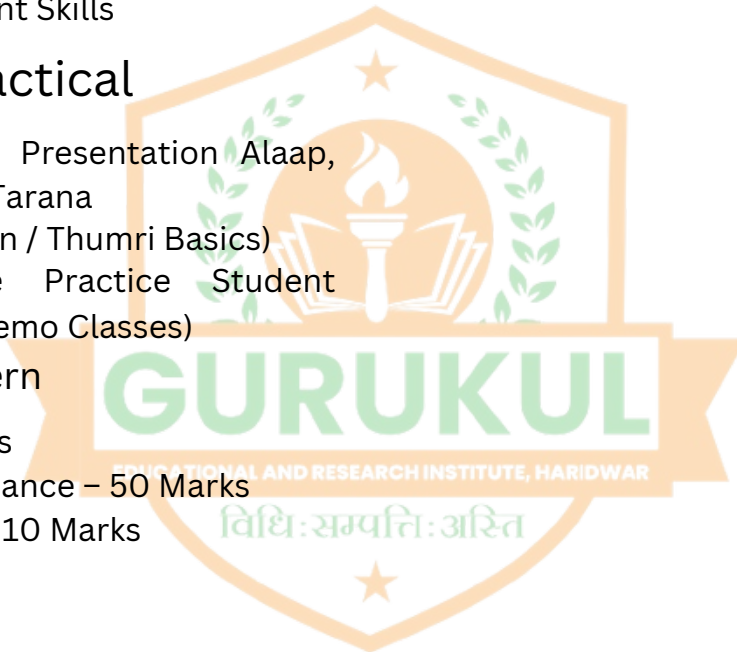 nt Skills
actical
Presentation Alaap,
Tarana
n / Thumri Basics)
e Practice Student
emo Classes)
ern
s
ance – 50 Marks
10 Marks
GURUKUL
EDUCATIONAL AND RESEARCH INSTITUTE, HARIDWAR
विधि:सम्पत्ति:अस्ति